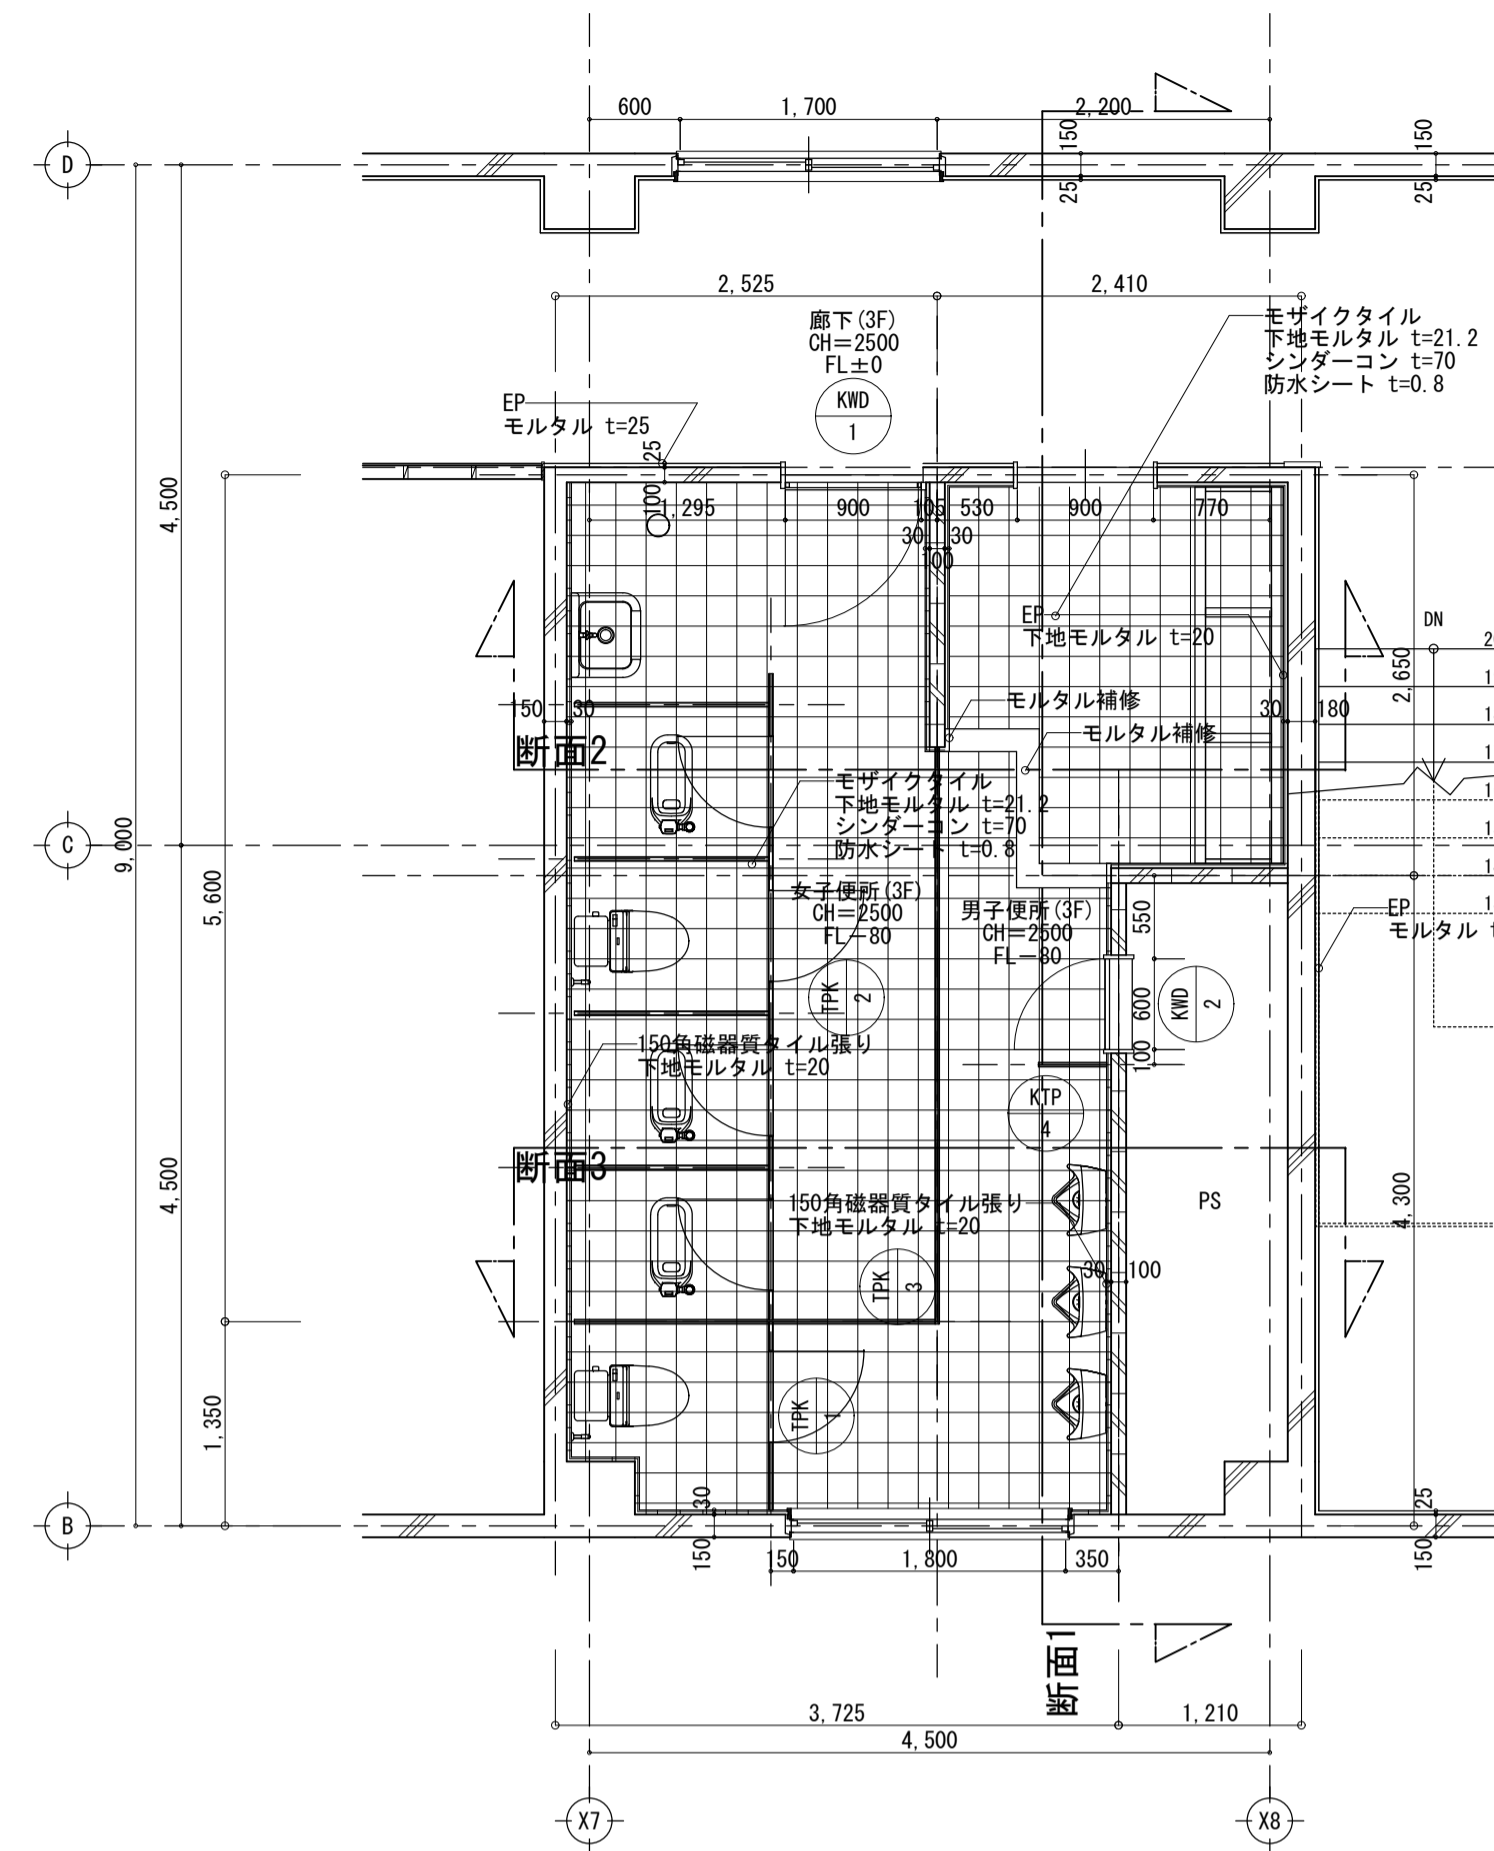 600
1,700
2,200
150
150
D
25
25
2,525
2,410
廊下(3F)
CH=2500
FL±0
モザイクタイル
下地モルタル t=21.2
シンダーコン t=70
防水シート t=0.8
KWD
1
EP
モルタル t=25
25
100
1,295
900
105
530
900
770
30
30
100
4,500
EP
下地モルタル t=20
DN
2,650
150
30
モルタル補修
30
180
モルタル補修
断面2
モザイクタイル
下地モルタル t=21.2
シンダーコン t=70
防水シート t=0.8
C
9,000
5,600
女子便所(3F)
CH=2500
FL-80
男子便所(3F)
CH=2500
FL-80
550
EP
モルタル
TPK
2
600
KWD
2
150角磁器質タイル張り
下地モルタル t=20
100
KTP
4
断面3
4,500
150角磁器質タイル張り
下地モルタル t=20
PS
4,300
TPK
3
30
100
1,350
TPK
1
30
25
B
150
150
1,800
350
150
断面1
3,725
1,210
4,500
X7
X8